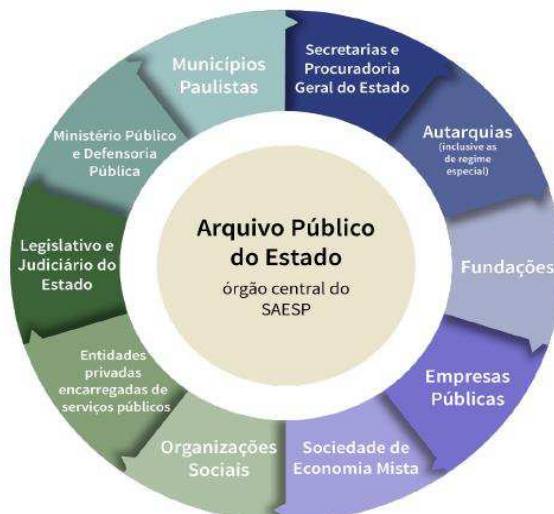 Secretarias e
Procuradoria
Geral do Estado
Autarquias
(inclusive as
de regime
especial)
Fundações
Empresas
Públicas
Sociedade de
Economia Mista
Organizações
Sociais
Entidades
privadas
encarregadas de
serviços públicos
Legislativo e
Judiciário do
Estado
Ministério Público
e Defensoria
Pública
Municípios
Paulistas
Arquivo Público
do Estado
órgão central do
SAESP